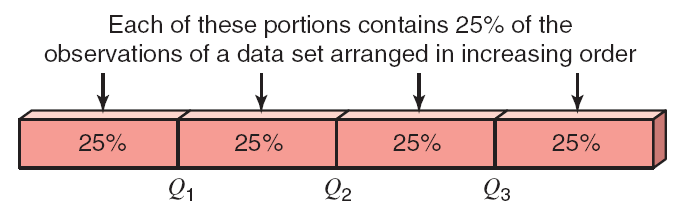 Each of these portions contains 25% of the
observations of a data set arranged in increasing order
25% 25% 25% 25%
Q1 Q2 Q3